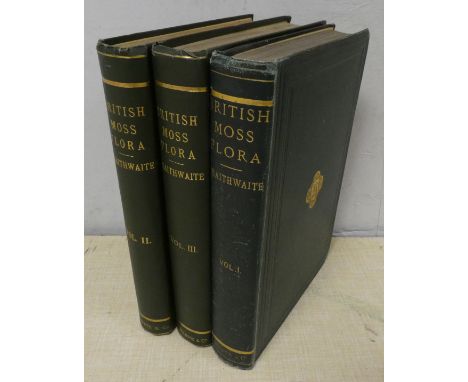 BRITISH
MOSS
FLORA
BRAITHWAITE
VOL. II.
BRITISH
MOSS
FLORA
BRAITHWAITE
VOL. III.
BRITISH
MOSS
FLORA
BRAITHWAITE
VOL. I.